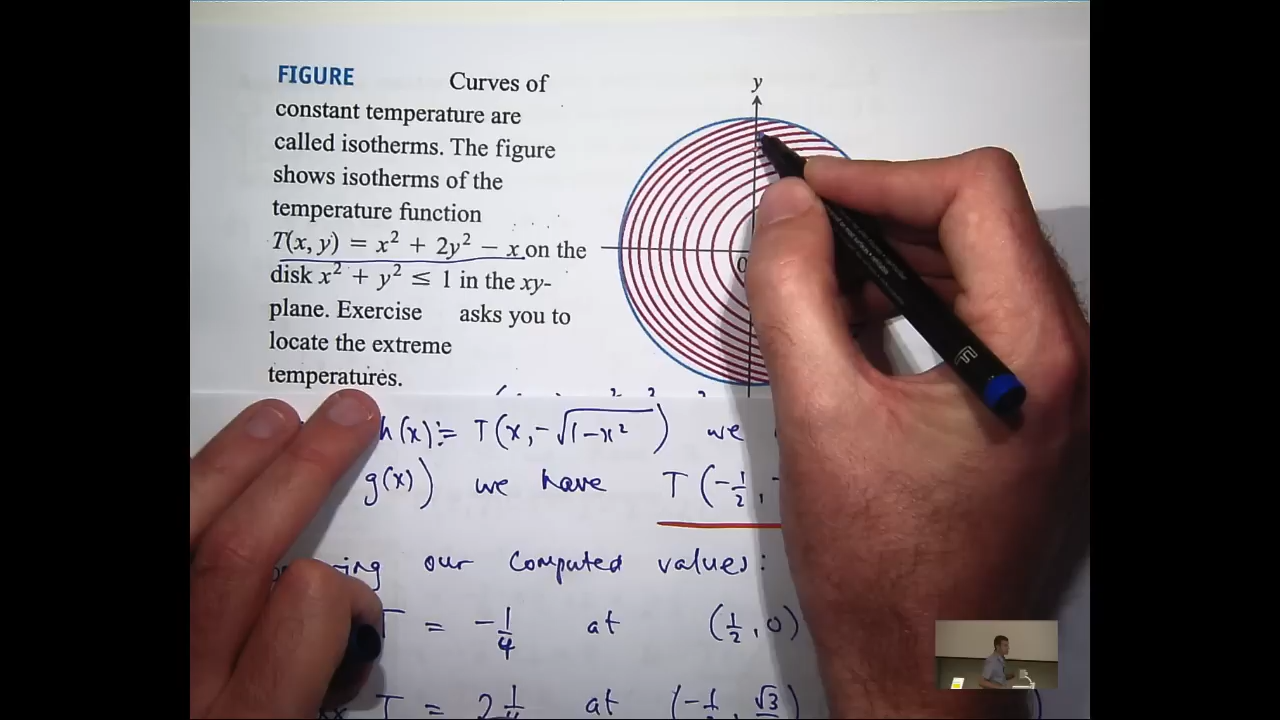 FIGURE Curves of
constant temperature are
called isotherms. The figure
shows isotherms of the
temperature function
T(x, y) = x² + 2y² − x on the
disk x² + y² ≤ 1 in the xy-
plane. Exercise asks you to
locate the extreme
temperatures.
y
0
h(x) := T(x, -√(1-x²) ) we
g(x)) we have T(-1/2,
our computed values:
T = -1/4 at (1/2, 0)
T = 2 1/4 at (-1/2, √3